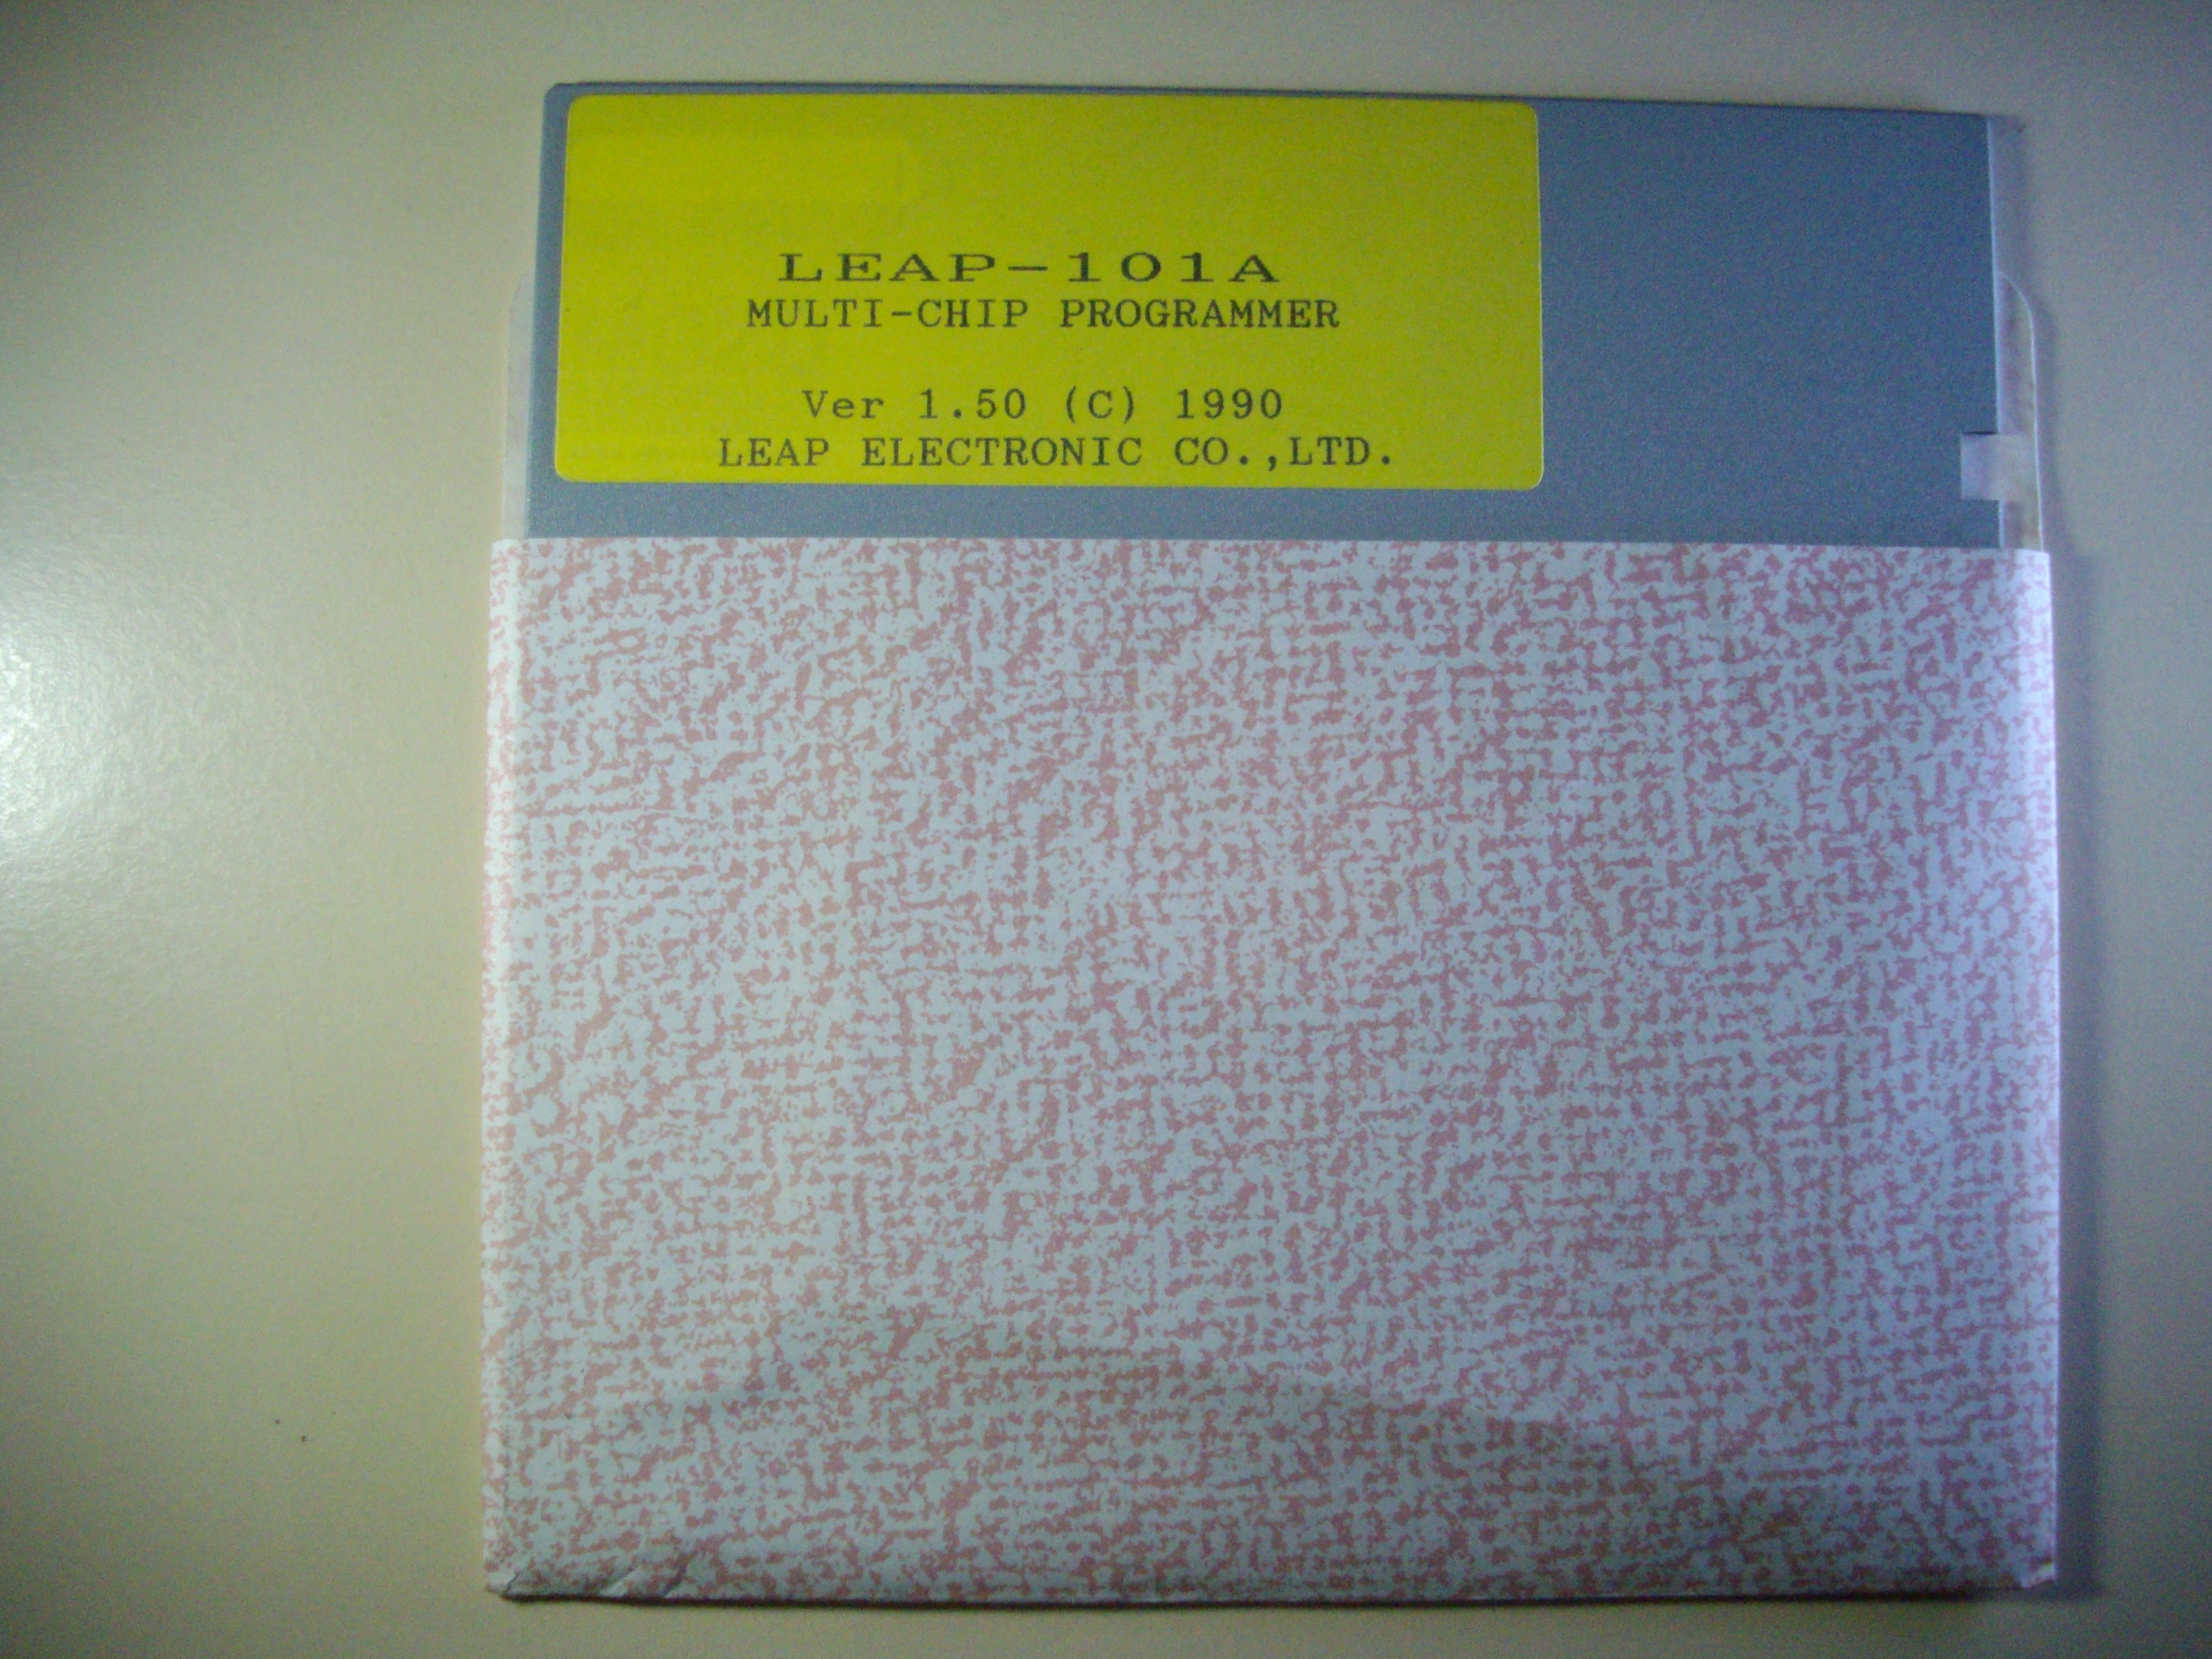 LEAP-101A
MULTI-CHIP PROGRAMMER
Ver 1.50 (C) 1990
LEAP ELECTRONIC CO.,LTD.